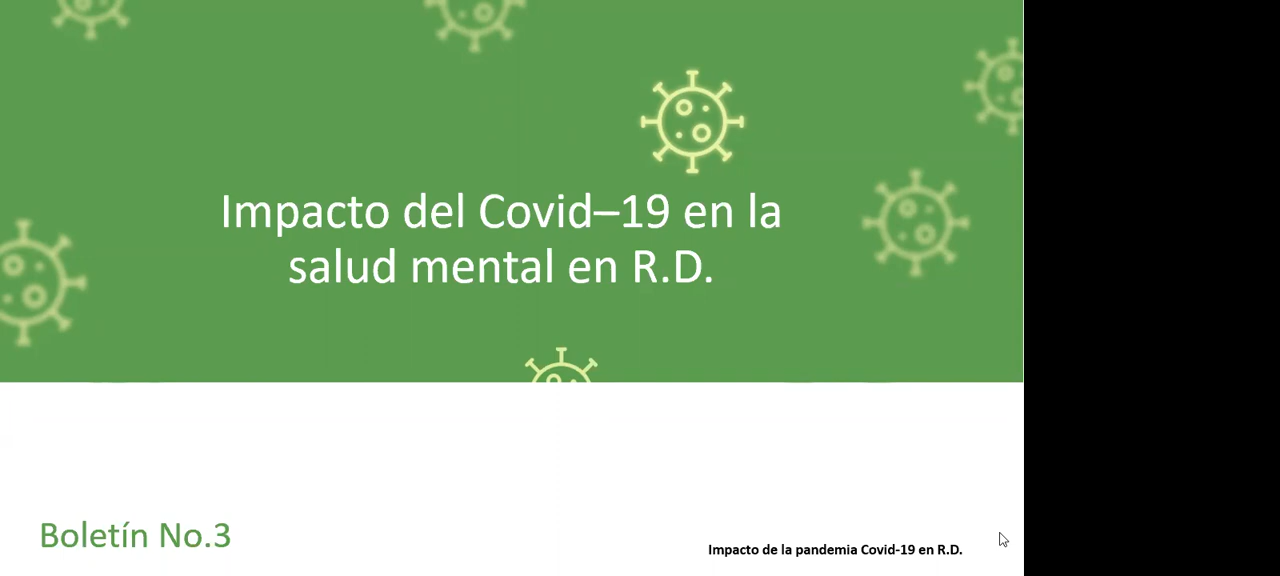 Impacto del Covid–19 en la
salud mental en R.D.
Boletín No.3
Impacto de la pandemia Covid-19 en R.D.